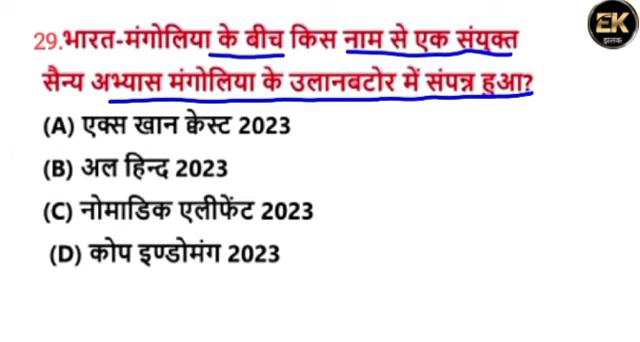 EK
झलक
29.भारत-मंगोलिया के बीच किस नाम से एक संयुक्त
सैन्य अभ्यास मंगोलिया के उलानबटोर में संपन्न हुआ?
(A) एक्स खान क्वेस्ट 2023
(B) अल हिन्द 2023
(C) नोमाडिक एलीफेंट 2023
(D) कोप इण्डोमंग 2023